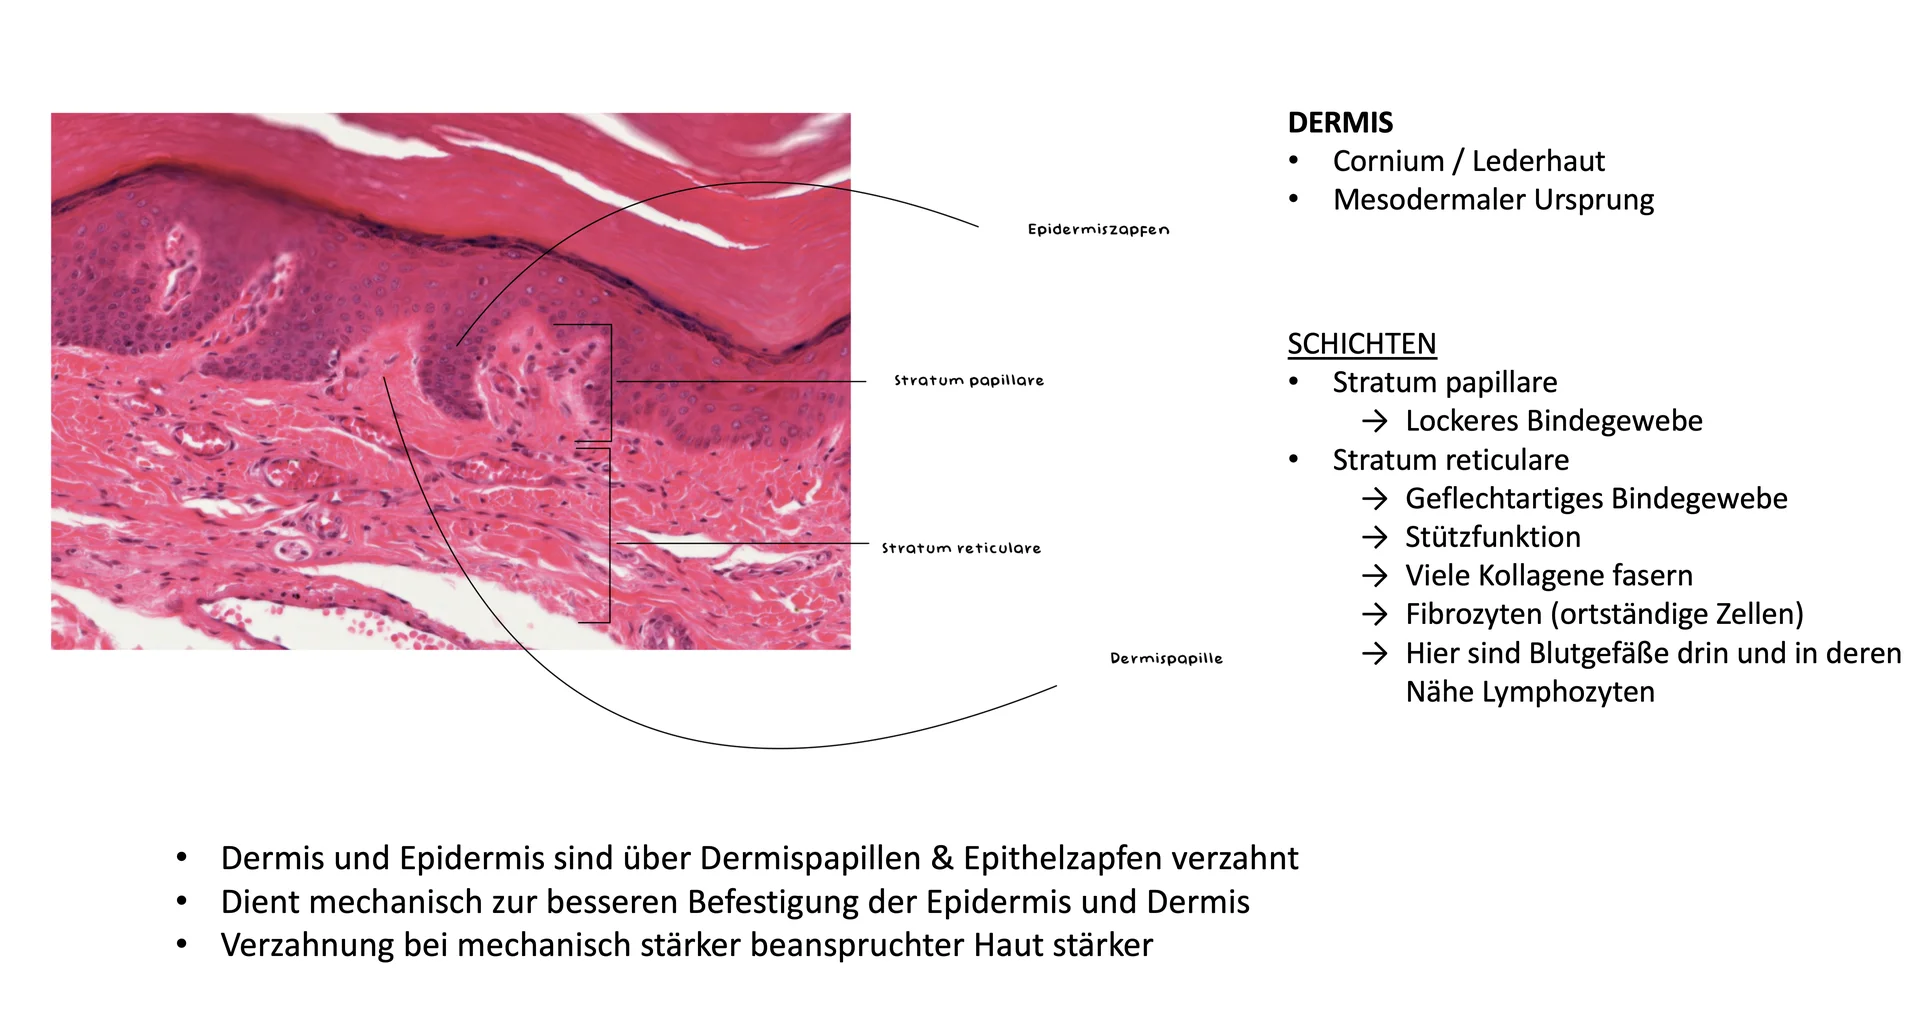 DERMIS
• Cornium / Lederhaut
• Mesodermaler Ursprung
Epidermiszapfen
SCHICHTEN
• Stratum papillare
→ Lockeres Bindegewebe
• Stratum reticulare
→ Geflechtartiges Bindegewebe
→ Stützfunktion
→ Viele Kollagene fasern
→ Fibrozyten (ortständige Zellen)
→ Hier sind Blutgefäße drin und in deren
Nähe Lymphozyten
Stratum papillare
Stratum reticulare
Dermispapille
• Dermis und Epidermis sind über Dermispapillen & Epithelzapfen verzahnt
• Dient mechanisch zur besseren Befestigung der Epidermis und Dermis
• Verzahnung bei mechanisch stärker beanspruchter Haut stärker